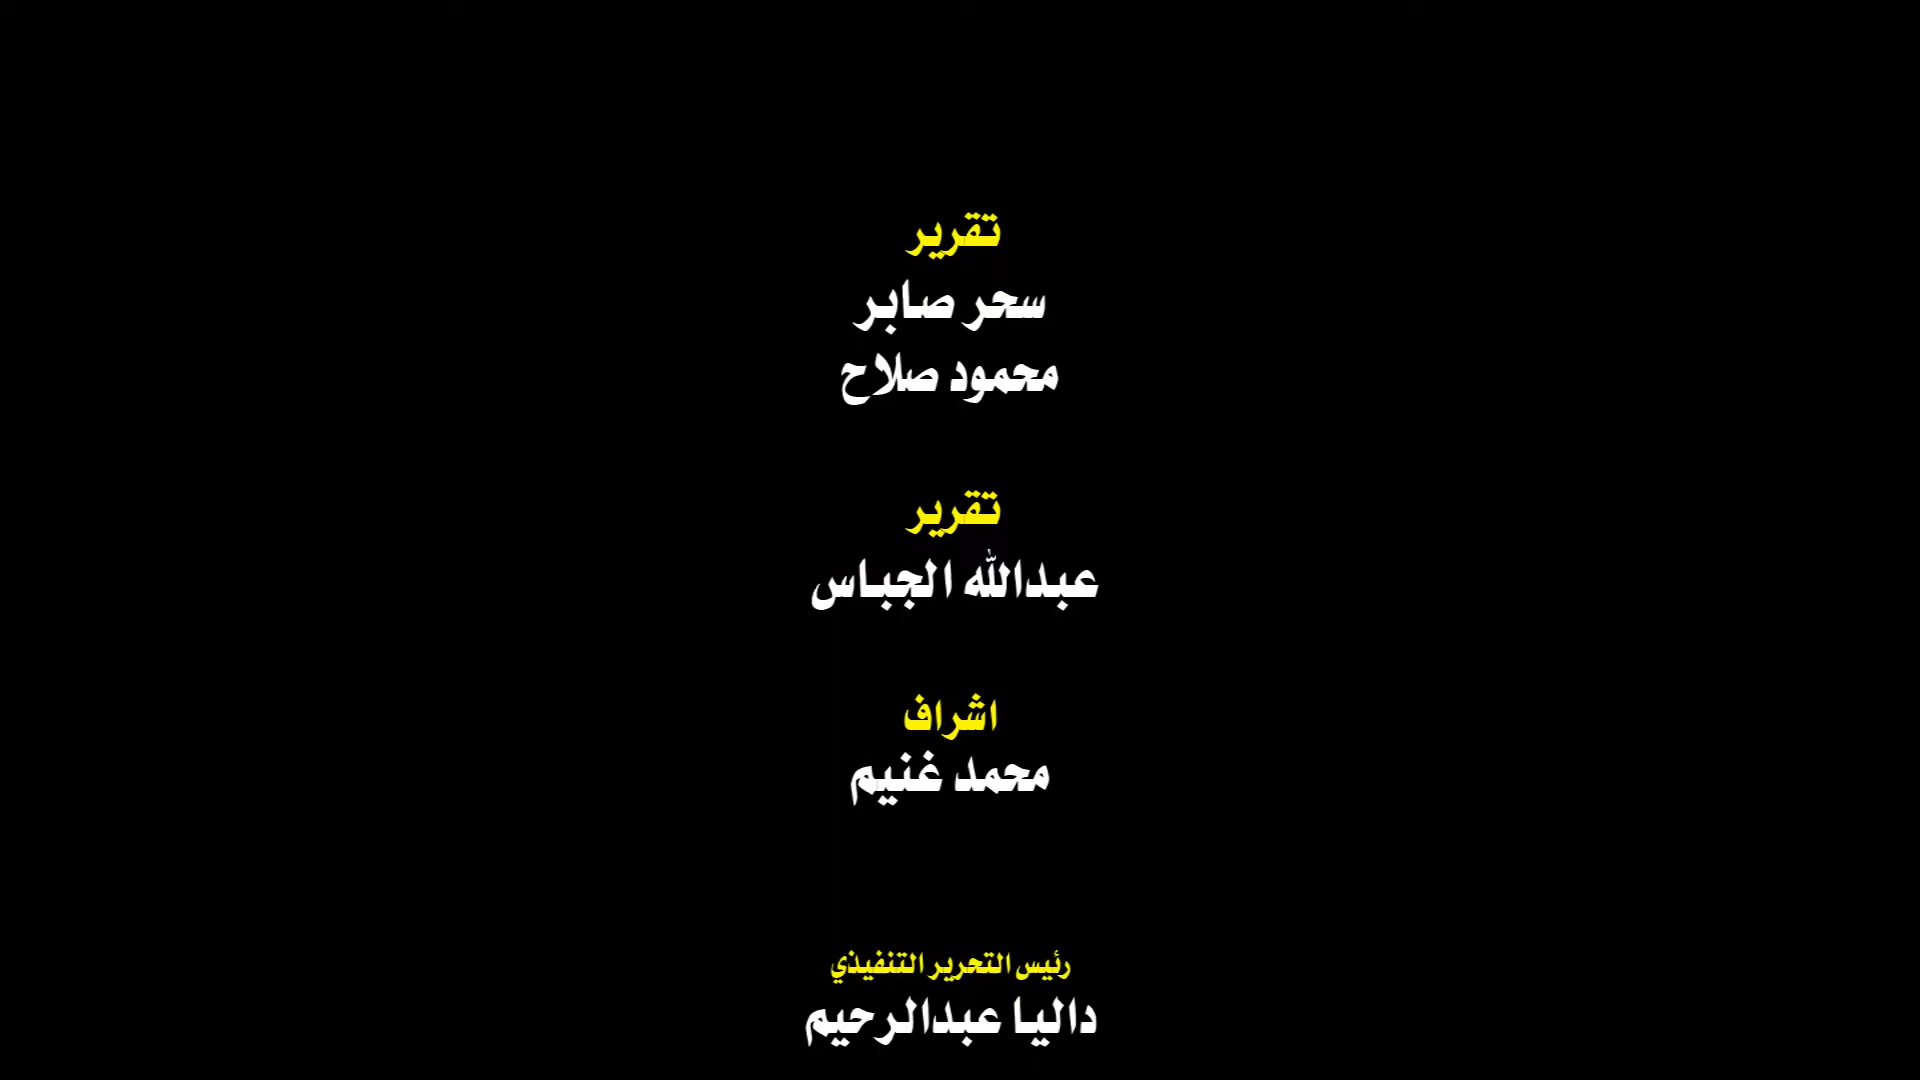 تقرير
سحر صابر
محمود صلاح
تقرير
عبدالله الجباس
اشراف
محمد غنيم
رئيس التحرير التنفيذي
داليا عبدالرحيم